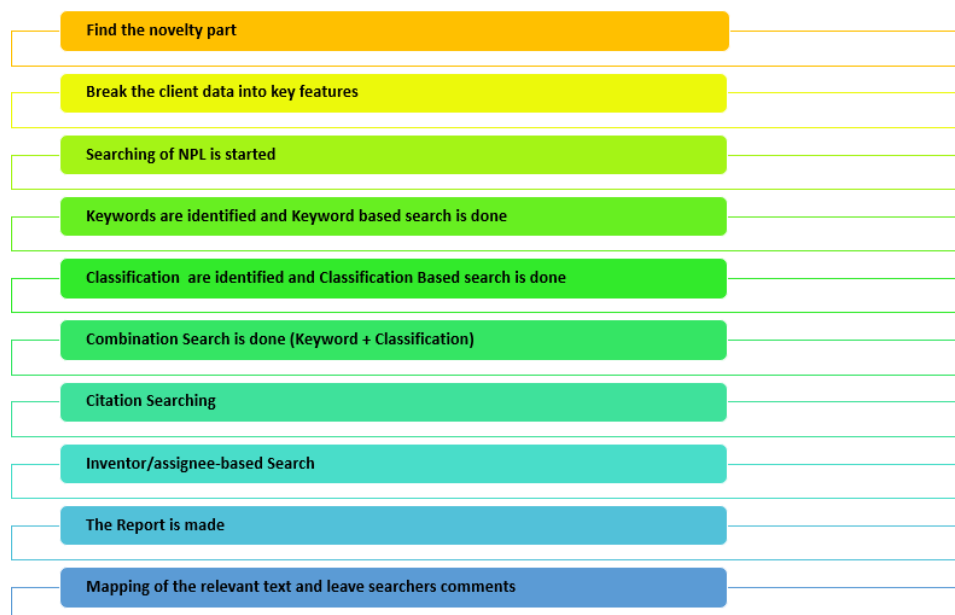 Find the novelty part
Break the client data into key features
Searching of NPL is started
Keywords are identified and Keyword based search is done
Classification  are identified and Classification Based search is done
Combination Search is done (Keyword + Classification)
Citation Searching
Inventor/assignee-based Search
The Report is made
Mapping of the relevant text and leave searchers comments